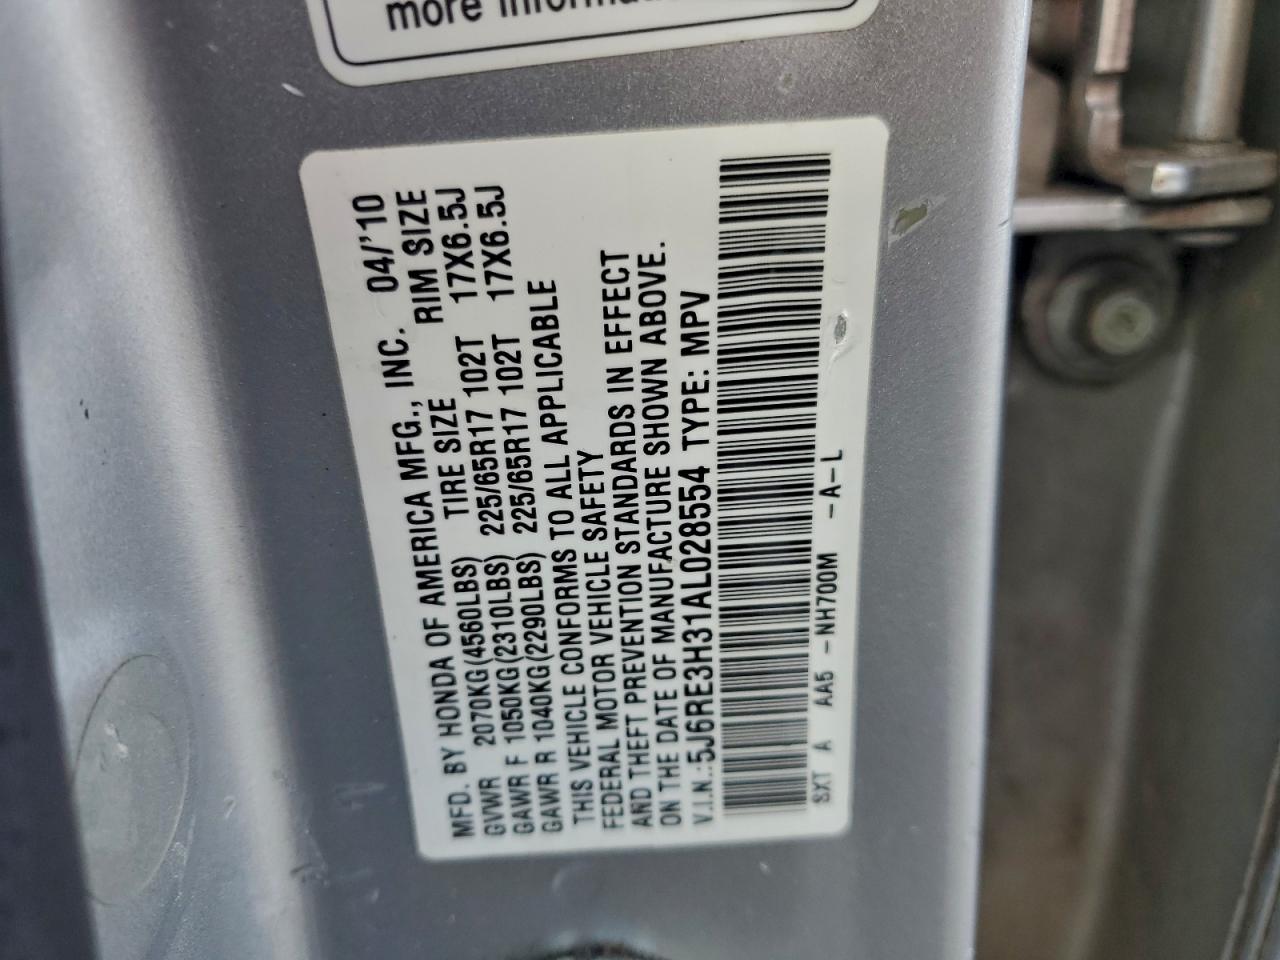 more information
MFD. BY HONDA OF AMERICA MFG., INC. 04/'10
GVWR 2070KG(4560LBS) TIRE SIZE RIM SIZE
GAWR F 1050KG(2310LBS) 225/65R17 102T 17X6.5J
GAWR R 1040KG(2290LBS) 225/65R17 102T 17X6.5J
THIS VEHICLE CONFORMS TO ALL APPLICABLE
FEDERAL MOTOR VEHICLE SAFETY
AND THEFT PREVENTION STANDARDS IN EFFECT
ON THE DATE OF MANUFACTURE SHOWN ABOVE.
V.I.N.:5J6RE3H31AL028554 TYPE: MPV
SXT A AA5 -NH700M -A-L